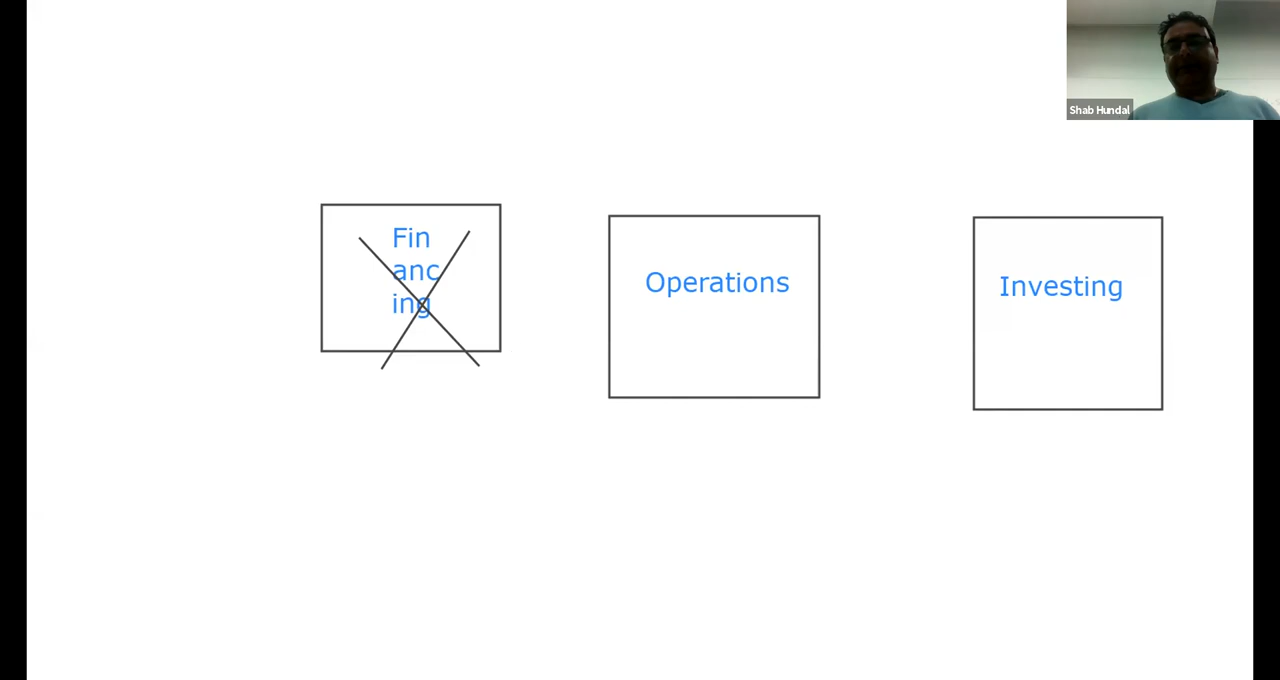 Shab Hundal
Fin
anc
ing
Operations
Investing